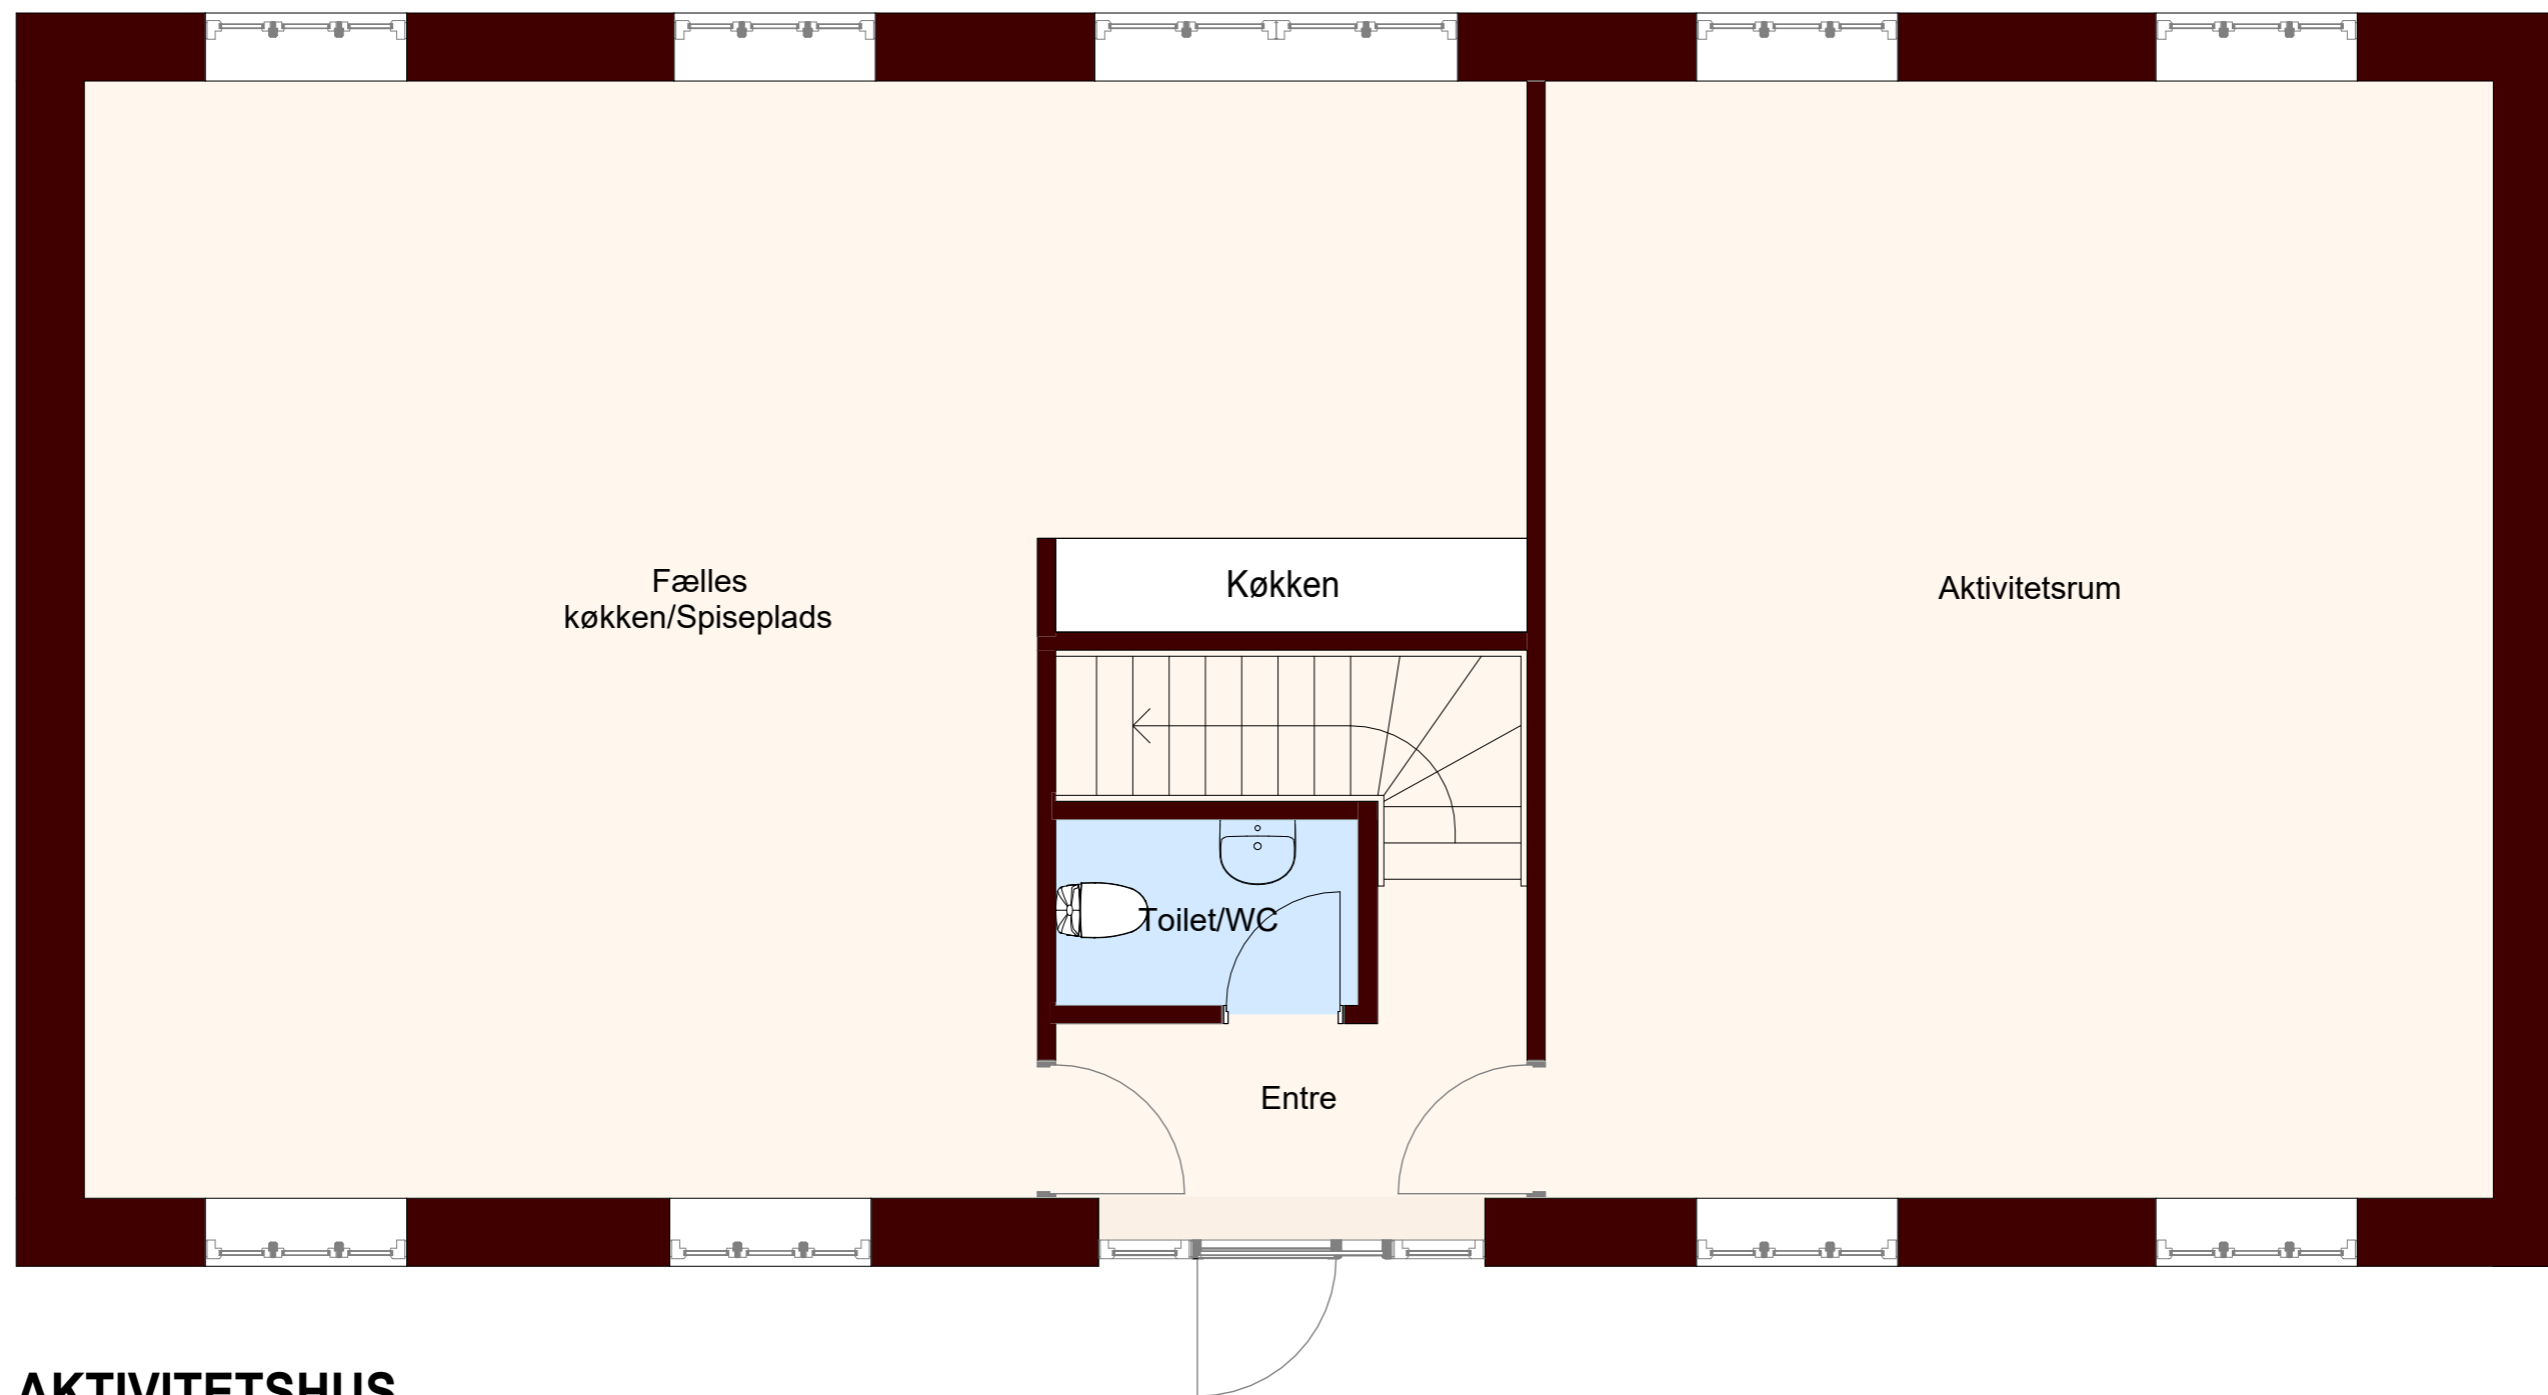 Fælles
køkken/Spiseplads
Køkken
Aktivitetsrum
Toilet/WC
Entre
AKTIVITETSHUS